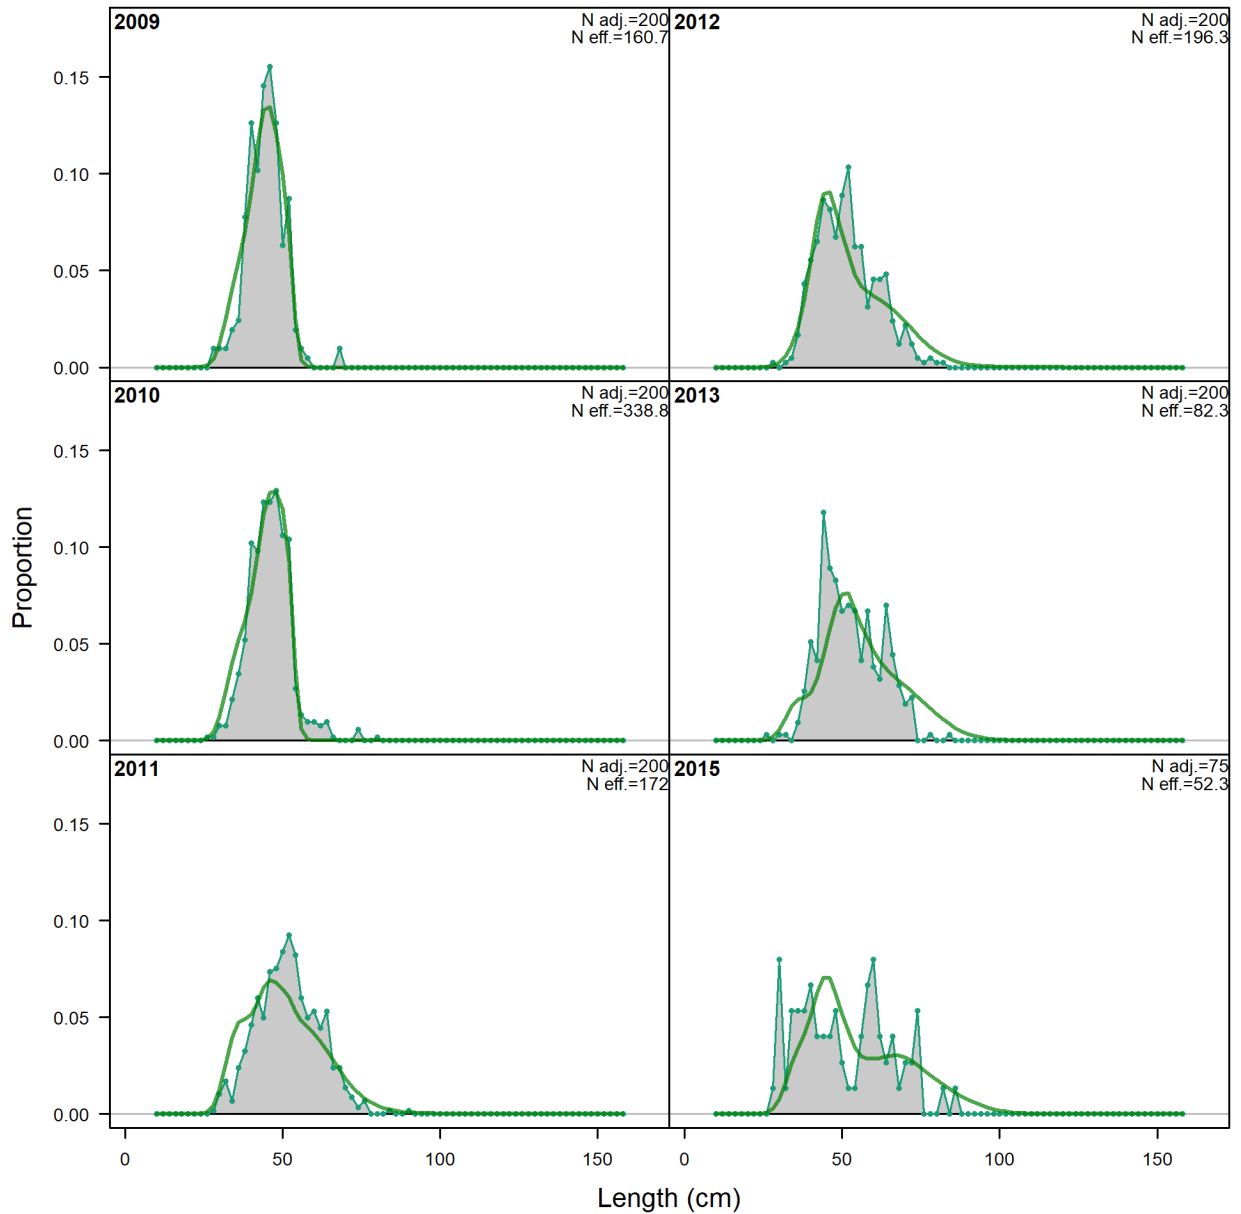 2009
N adj.=200
N eff.=160.7
2012
N adj.=200
N eff.=196.3
0.15
0.10
0.05
0.00
2010
N adj.=200
N eff.=338.8
2013
N adj.=200
N eff.=82.3
0.15
0.10
0.05
0.00
2011
N adj.=200
N eff.=172
2015
N adj.=75
N eff.=52.3
0.15
0.10
0.05
0.00
Proportion
0 50 100 150 0 50 100 150
Length (cm)